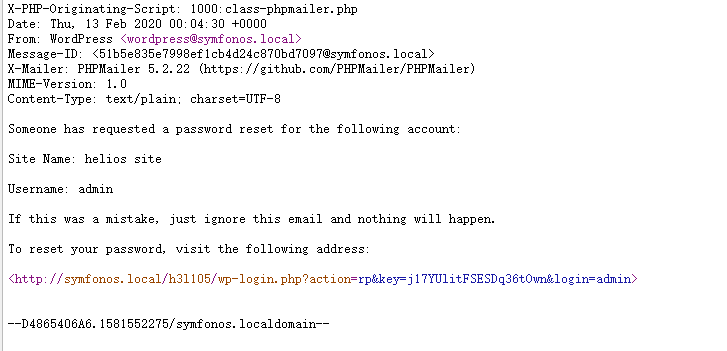 X-PHP-Originating-Script: 1000:class-phpmailer.php
Date: Thu, 13 Feb 2020 00:04:30 +0000
From: WordPress <wordpress@symfonos.local>
Message-ID: <51b5e835e7998ef1cb4d24c870bd7097@symfonos.local>
X-Mailer: PHPMailer 5.2.22 (https://github.com/PHPMailer/PHPMailer)
MIME-Version: 1.0
Content-Type: text/plain; charset=UTF-8
Someone has requested a password reset for the following account:
Site Name: helios site
Username: admin
If this was a mistake, just ignore this email and nothing will happen.
To reset your password, visit the following address:
<http://symfonos.local/h3l105/wp-login.php?action=rp&key=j17YUlitFSESDq36tOwn&login=admin>
--D4865406A6.1581552275/symfonos.localdomain--